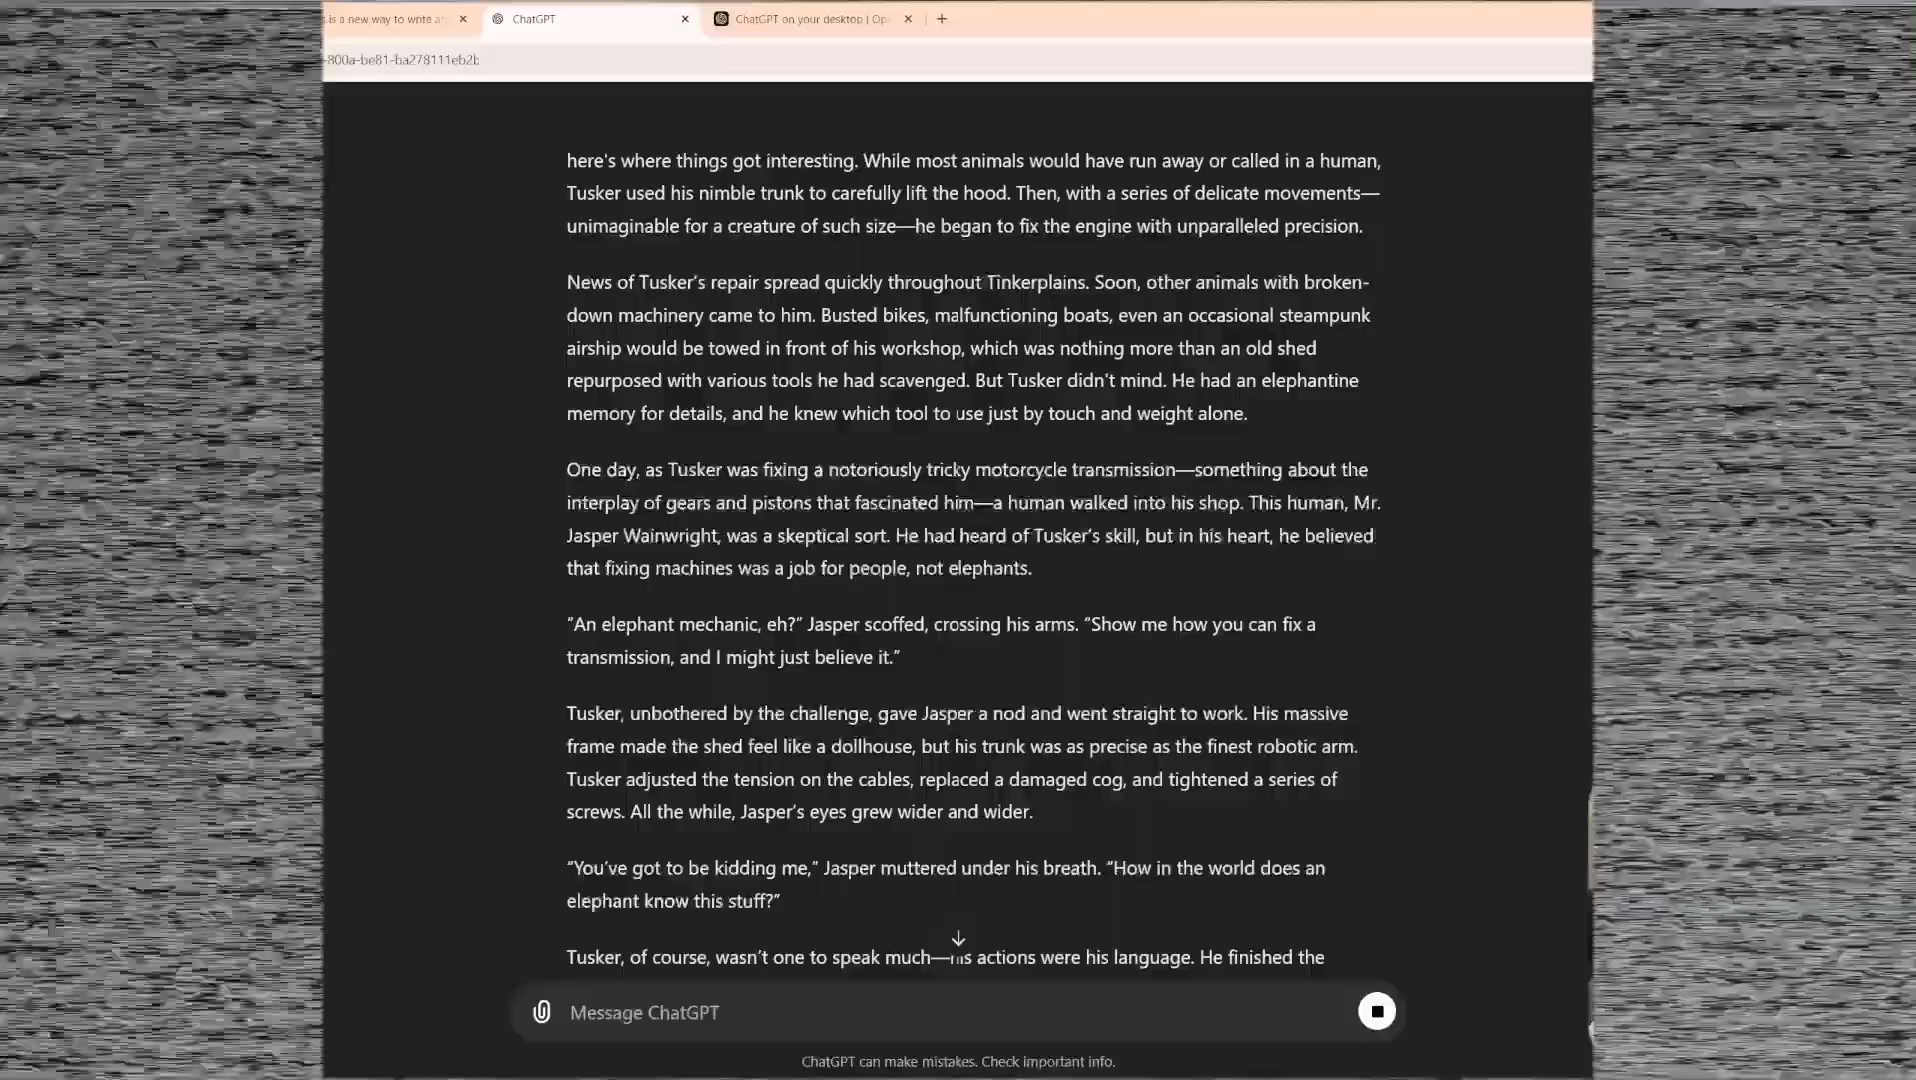 is a new way to write
ChatGPT
ChatGPT on your desktop | Op
-800a-be81-ba278111eb2b
here's where things got interesting. While most animals would have run away or called in a human,
Tusker used his nimble trunk to carefully lift the hood. Then, with a series of delicate movements—
unimaginable for a creature of such size—he began to fix the engine with unparalleled precision.
News of Tusker's repair spread quickly throughout Tinkerplains. Soon, other animals with broken-
down machinery came to him. Busted bikes, malfunctioning boats, even an occasional steampunk
airship would be towed in front of his workshop, which was nothing more than an old shed
repurposed with various tools he had scavenged. But Tusker didn't mind. He had an elephantine
memory for details, and he knew which tool to use just by touch and weight alone.
One day, as Tusker was fixing a notoriously tricky motorcycle transmission—something about the
interplay of gears and pistons that fascinated him—a human walked into his shop. This human, Mr.
Jasper Wainwright, was a skeptical sort. He had heard of Tusker's skill, but in his heart, he believed
that fixing machines was a job for people, not elephants.
“An elephant mechanic, eh?” Jasper scoffed, crossing his arms. “Show me how you can fix a
transmission, and I might just believe it.”
Tusker, unbothered by the challenge, gave Jasper a nod and went straight to work. His massive
frame made the shed feel like a dollhouse, but his trunk was as precise as the finest robotic arm.
Tusker adjusted the tension on the cables, replaced a damaged cog, and tightened a series of
screws. All the while, Jasper's eyes grew wider and wider.
“You've got to be kidding me,” Jasper muttered under his breath. “How in the world does an
elephant know this stuff?”
Tusker, of course, wasn't one to speak much—his actions were his language. He finished the
Message ChatGPT
ChatGPT can make mistakes. Check important info.